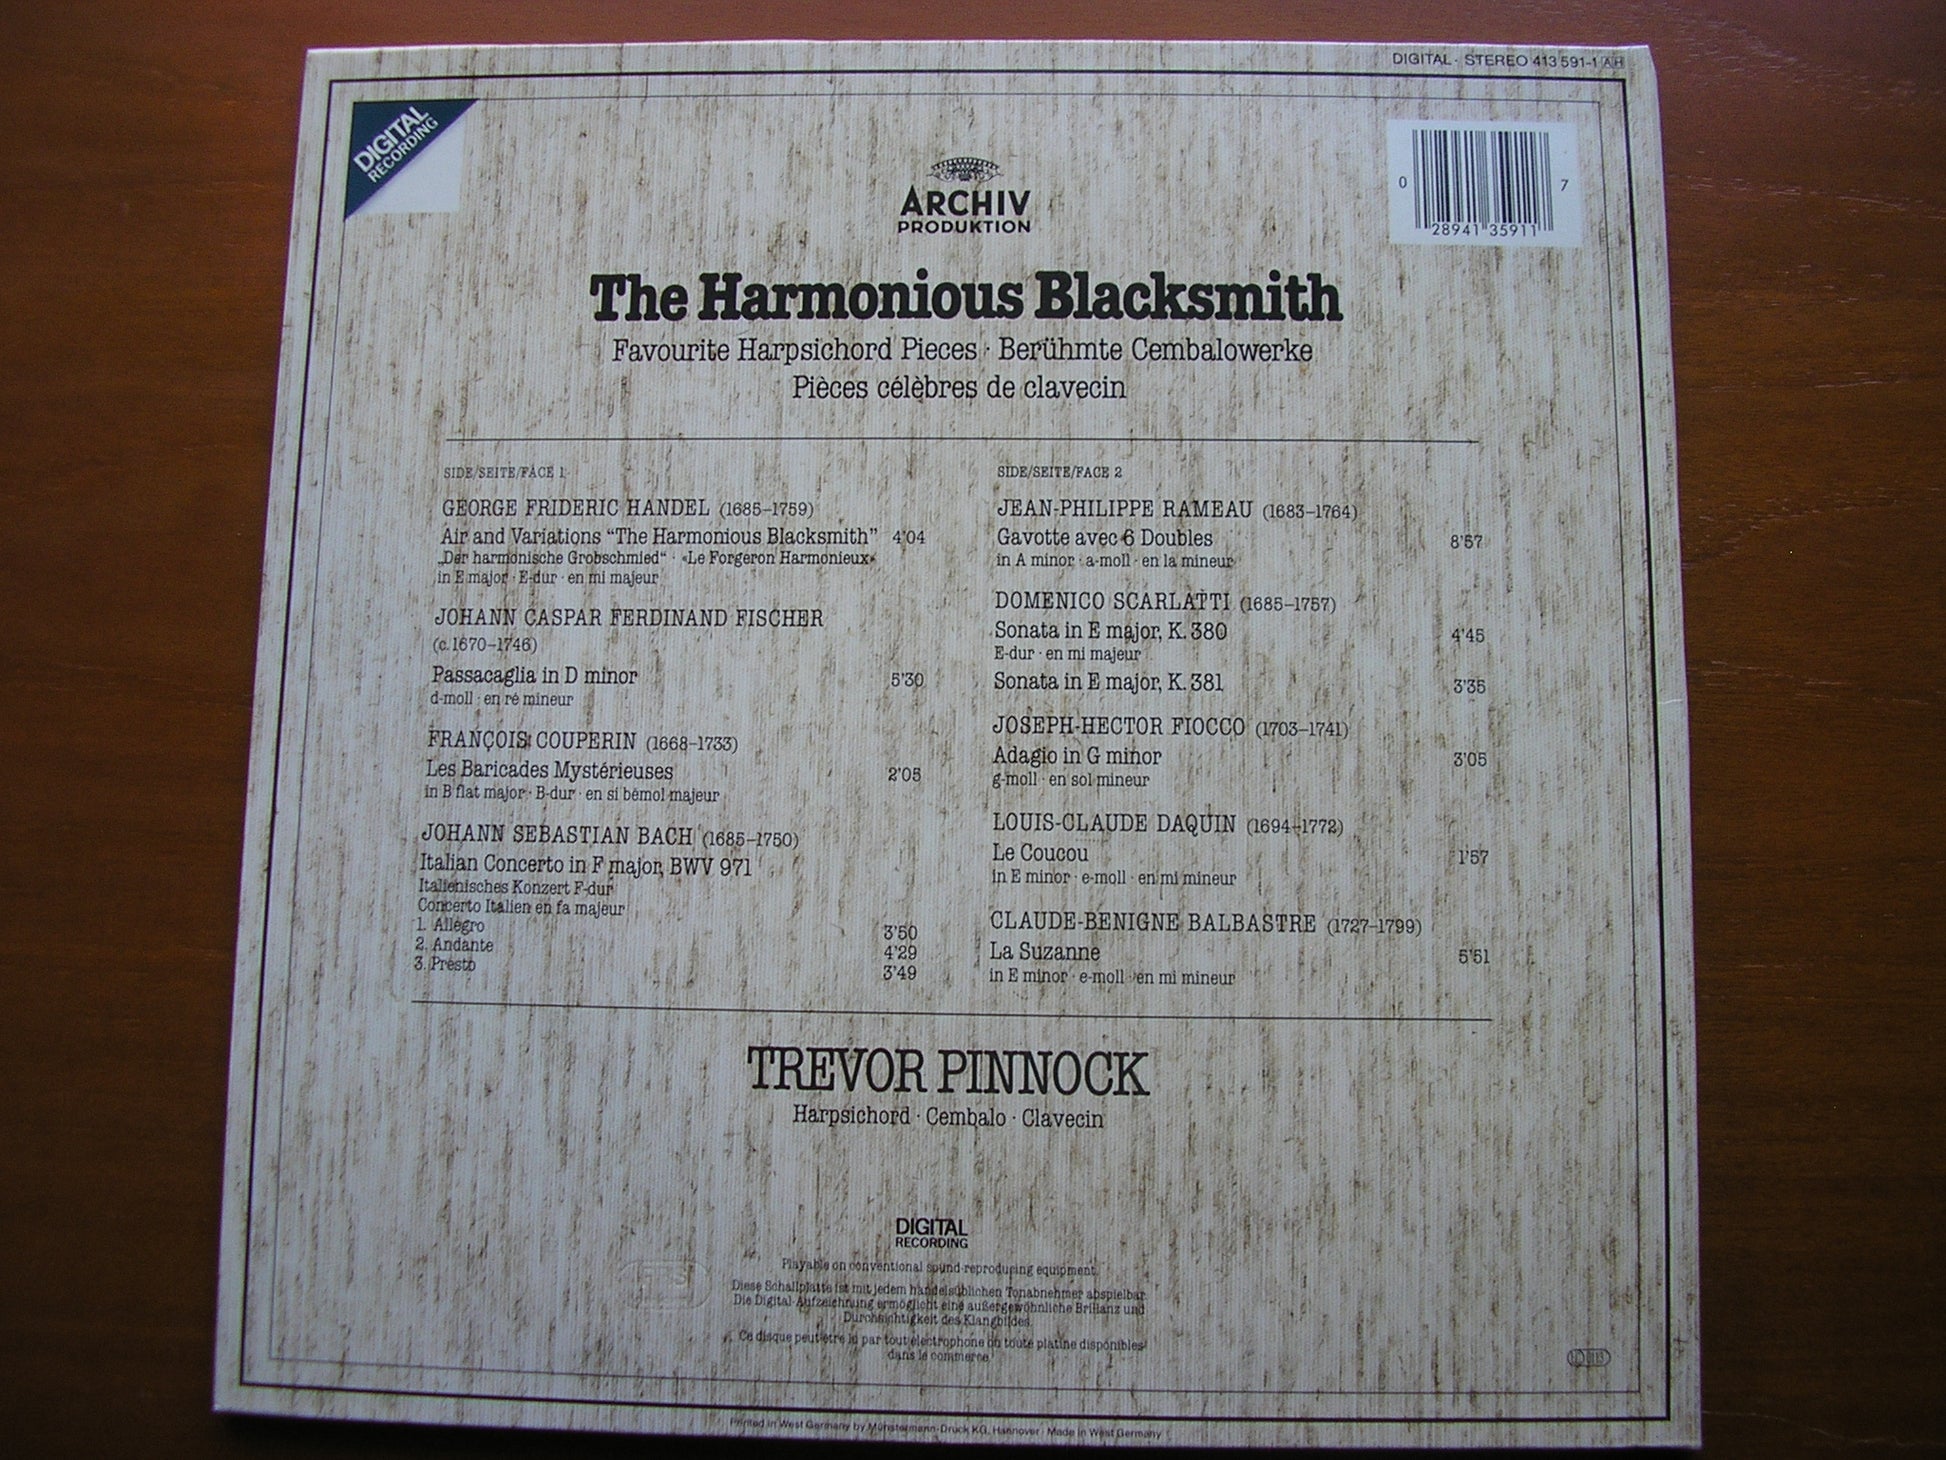 DIGITAL · STEREO 413 591-1 AH
DIGITAL
RECORDING
0 28941 35911 7
ARCHIV
PRODUKTION
The Harmonious Blacksmith
Favourite Harpsichord Pieces · Berühmte Cembalowerke
Pièces célèbres de clavecin
SIDE/SEITE/FACE 1
GEORGE FRIDERIC HANDEL (1685–1759)
Air and Variations “The Harmonious Blacksmith” 4'04
„Der harmonische Grobschmied“ · «Le Forgeron Harmonieux»
in E major · E-dur · en mi majeur
JOHANN CASPAR FERDINAND FISCHER
(c. 1670–1746)
Passacaglia in D minor 5'30
d-moll · en ré mineur
FRANÇOIS COUPERIN (1668–1733)
Les Baricades Mystérieuses 2'05
in B flat major · B-dur · en si bémol majeur
JOHANN SEBASTIAN BACH (1685–1750)
Italian Concerto in F major, BWV 971
Italienisches Konzert F-dur
Concerto Italien en fa majeur
1. Allegro 3'50
2. Andante 4'29
3. Presto 3'49
SIDE/SEITE/FACE 2
JEAN-PHILIPPE RAMEAU (1683–1764)
Gavotte avec 6 Doubles 8'57
in A minor · a-moll · en la mineur
DOMENICO SCARLATTI (1685–1757)
Sonata in E major, K. 380 4'45
E-dur · en mi majeur
Sonata in E major, K. 381 3'35
JOSEPH-HECTOR FIOCCO (1703–1741)
Adagio in G minor 3'05
g-moll · en sol mineur
LOUIS-CLAUDE DAQUIN (1694–1772)
Le Coucou 1'57
in E minor · e-moll · en mi mineur
CLAUDE-BENIGNE BALBASTRE (1727–1799)
La Suzanne 5'51
in E minor · e-moll · en mi mineur
TREVOR PINNOCK
Harpsichord · Cembalo · Clavecin
DIGITAL
RECORDING
Playable on conventional sound-reproducing equipment.
Diese Schallplatte ist mit jedem handelsüblichen Tonabnehmer abspielbar.
Die Digital-Aufzeichnung ermöglicht eine außergewöhnliche Brillanz und
Durchsichtigkeit des Klangbildes.
Ce disque peut être lu par tout électrophone ou toute platine disponibles
dans le commerce.
Printed in West Germany by Münstermann-Druck KG, Hannover · Made in West Germany